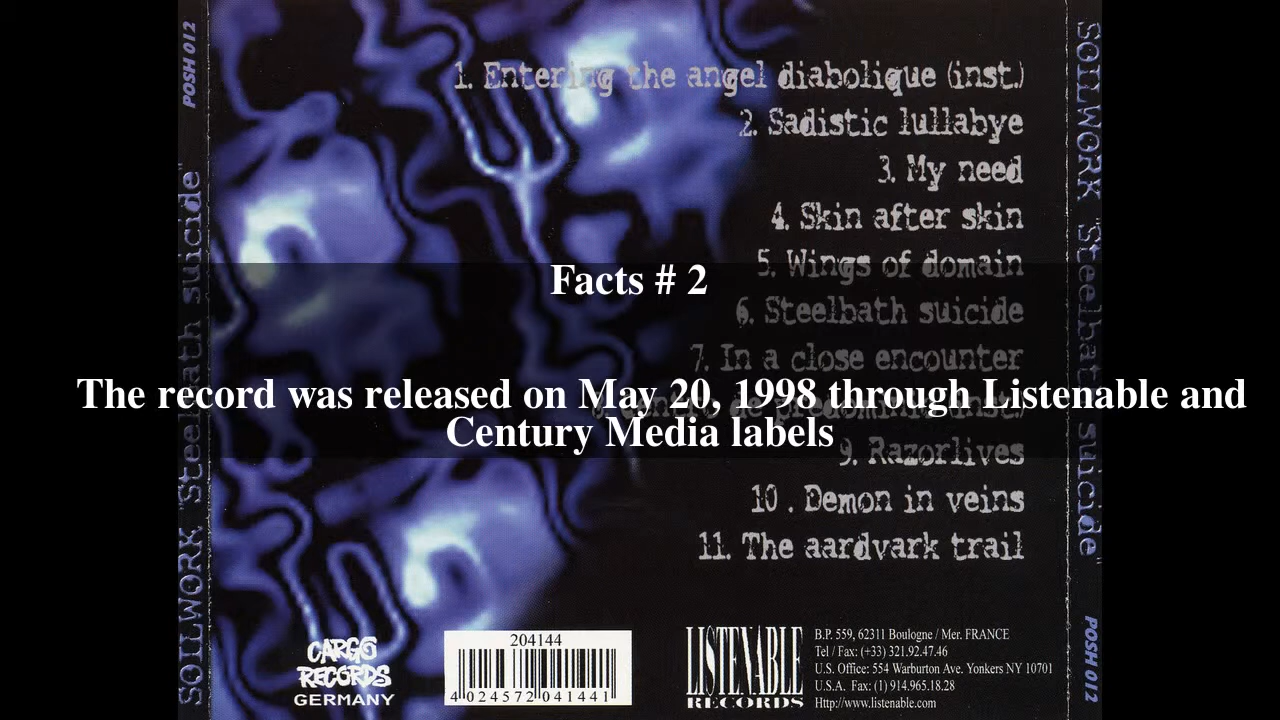 POSH 012
SOILWORK "Steelbath suicide"
1. Entering the angel diabolique (inst.)
2. Sadistic lullabye
3. My need
4. Skin after skin
5. Wings of domain
Facts # 2
6. Steelbath suicide
7. In a close encounter
The record was released on May 20, 1998 through Listenable and
Century Media labels
9. Razorlives
10 . Demon in veins
11. The aardvark trail
CARGO
RECORDS
GERMANY
204144
4 024572 041441
LISTENABLE
RECORDS
B.P. 559, 62311 Boulogne / Mer. FRANCE
Tel / Fax: (+33) 321.92.47.46
U.S. Office: 554 Warburton Ave. Yonkers NY 10701
U.S.A. Fax: (1) 914.965.18.28
Http://www.listenable.com
SOILWORK "Steelbath suicide"
POSH 012